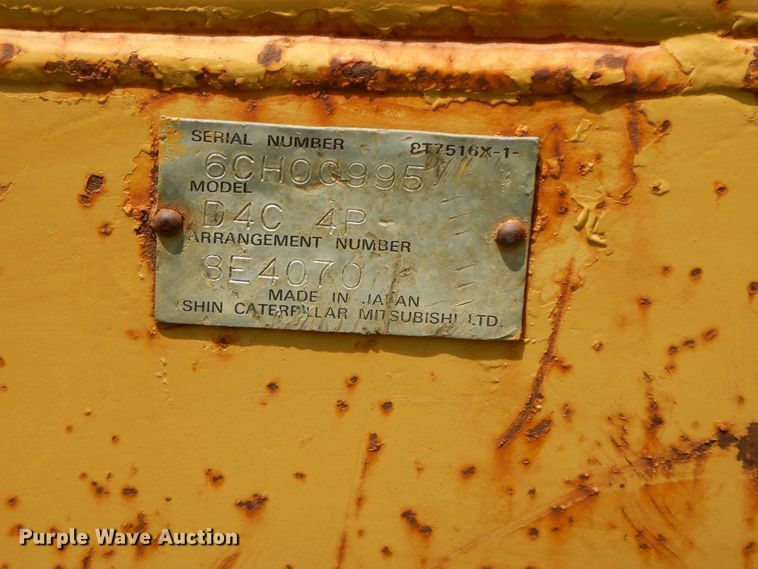 SERIAL NUMBER 8T7516X-1-
6CH00995
MODEL
D4C 4P
ARRANGEMENT NUMBER
8E4070
MADE IN JAPAN
SHIN CATERPILLAR MITSUBISHI LTD.
Purple Wave Auction